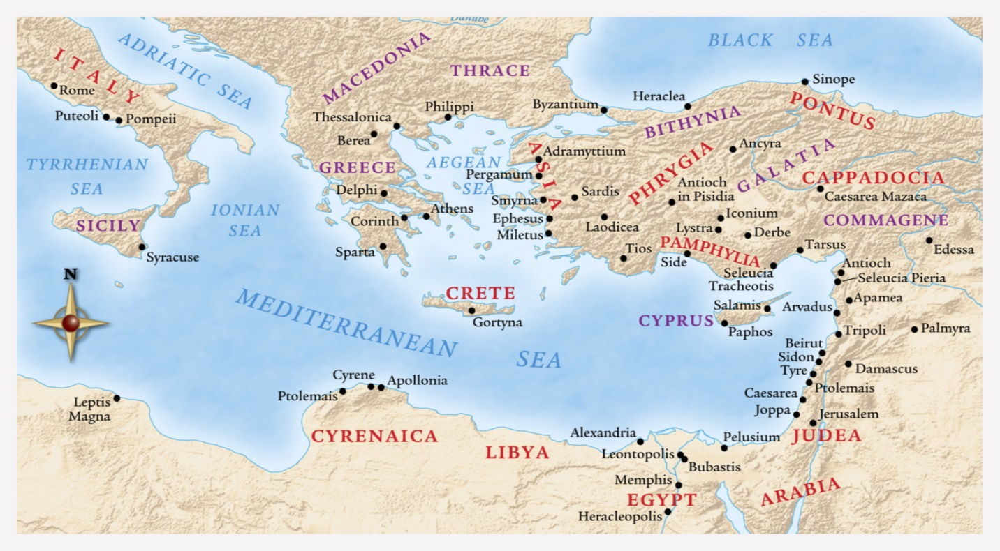 Danube
BLACK SEA
ADRIATIC SEA
ITALY
MACEDONIA
THRACE
Rome
Puteoli
Pompeii
Thessalonica
Philippi
Berea
Byzantium
Heraclea
Sinope
PONTUS
BITHYNIA
TYRRHENIAN
SEA
GREECE
AEGEAN
SEA
ASIA
Adramyttium
Pergamum
PHRYGIA
Ancyra
GALATIA
CAPPADOCIA
Caesarea Mazaca
Delphi
Smyrna
Sardis
Antioch
in Pisidia
IONIAN
SEA
SICILY
Syracuse
Athens
Corinth
Sparta
Ephesus
Miletus
Laodicea
Iconium
Lystra
Derbe
COMMAGENE
Edessa
Tios
PAMPHYLIA
Side
Tarsus
Seleucia
Tracheotis
Antioch
Seleucia Pieria
Apamea
N
CRETE
Gortyna
MEDITERRANEAN
SEA
CYPRUS
Salamis
Paphos
Arvadus
Tripoli
Palmyra
Beirut
Sidon
Tyre
Damascus
Ptolemais
Caesarea
Joppa
Jerusalem
JUDEA
Leptis
Magna
Cyrene
Apollonia
Ptolemais
CYRENAICA
LIBYA
Alexandria
Pelusium
Leontopolis
Bubastis
Memphis
EGYPT
Heracleopolis
ARABIA